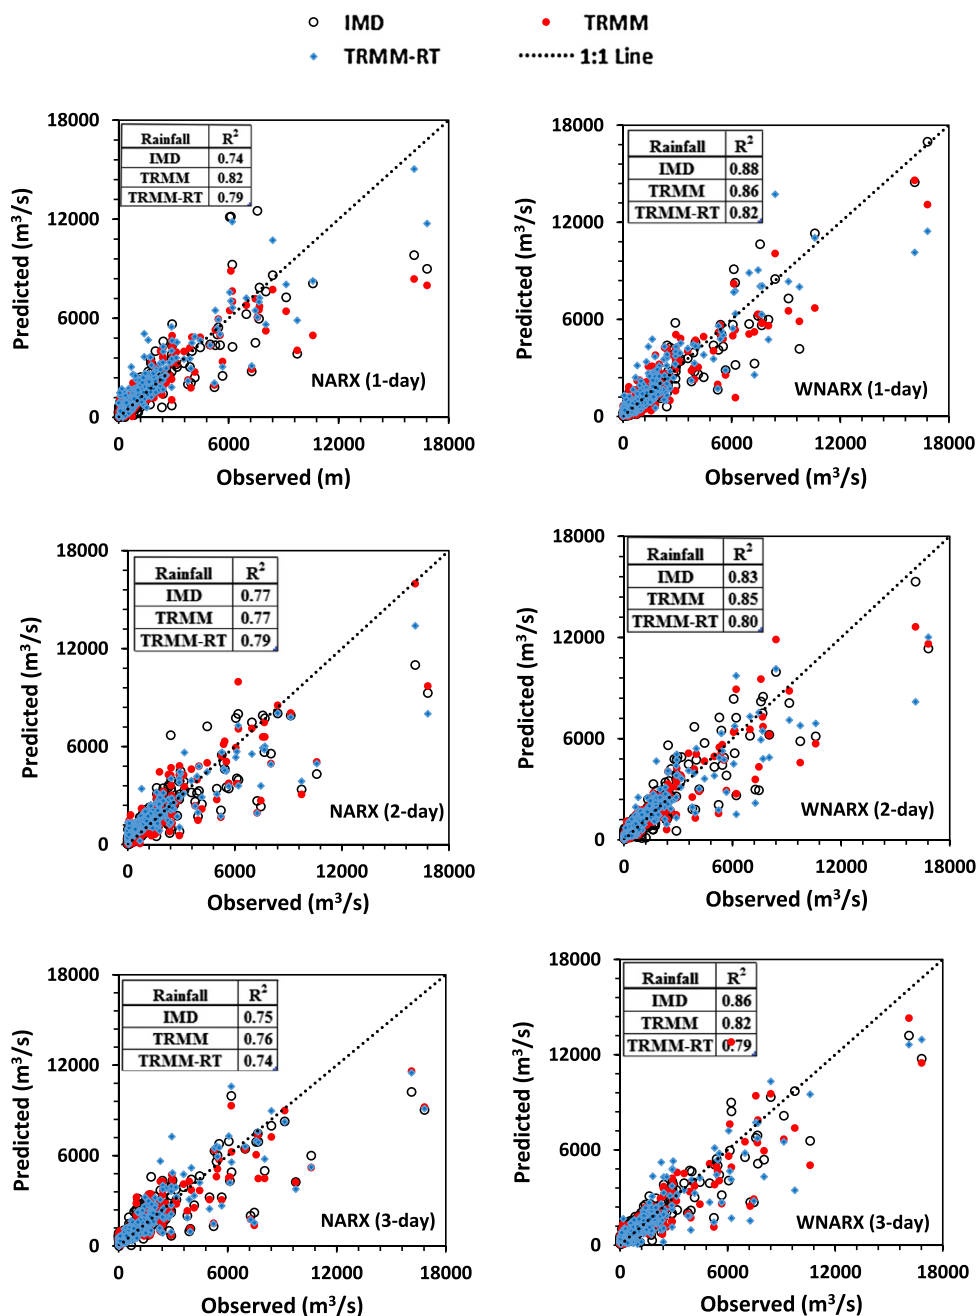 IMD TRMM
TRMM-RT 1:1 Line
18000
12000
6000
0
Predicted (m³/s)
Rainfall R²
IMD 0.74
TRMM 0.82
TRMM-RT 0.79
NARX (1-day)
0 6000 12000 18000
Observed (m)
18000
12000
6000
0
Predicted (m³/s)
Rainfall R²
IMD 0.88
TRMM 0.86
TRMM-RT 0.82
WNARX (1-day)
0 6000 12000 18000
Observed (m³/s)
18000
12000
6000
0
Predicted (m³/s)
Rainfall R²
IMD 0.77
TRMM 0.77
TRMM-RT 0.79
NARX (2-day)
0 6000 12000 18000
Observed (m³/s)
18000
12000
6000
0
Predicted (m³/s)
Rainfall R²
IMD 0.83
TRMM 0.85
TRMM-RT 0.80
WNARX (2-day)
0 6000 12000 18000
Observed (m³/s)
18000
12000
6000
0
Predicted (m³/s)
Rainfall R²
IMD 0.75
TRMM 0.76
TRMM-RT 0.74
NARX (3-day)
0 6000 12000 18000
Observed (m³/s)
18000
12000
6000
0
Predicted (m³/s)
Rainfall R²
IMD 0.86
TRMM 0.82
TRMM-RT 0.79
WNARX (3-day)
0 6000 12000 18000
Observed (m³/s)